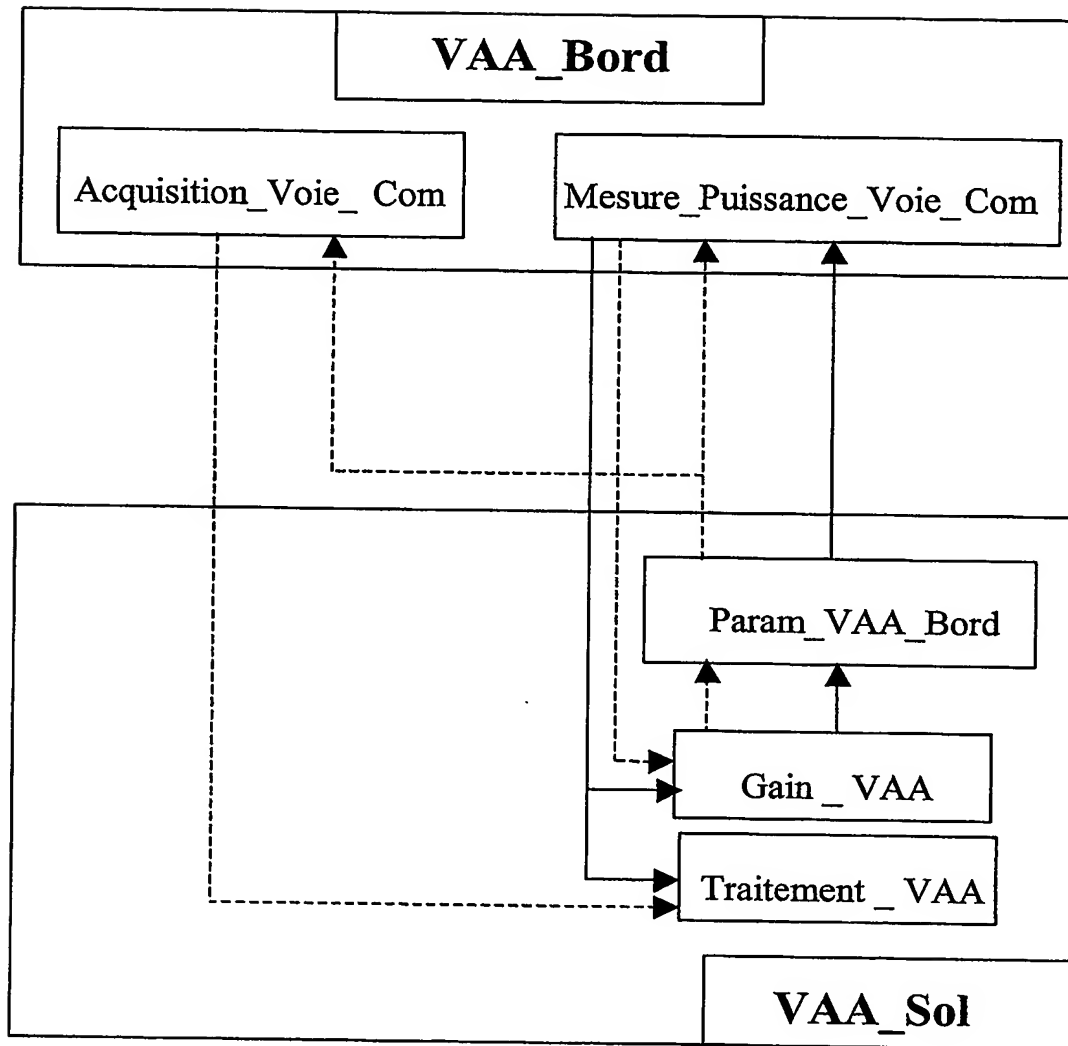 VAA_Bord
Acquisition_Voie_ Com
Mesure_Puissance_Voie_Com
Param_VAA_Bord
Gain _ VAA
Traitement _ VAA
VAA_Sol